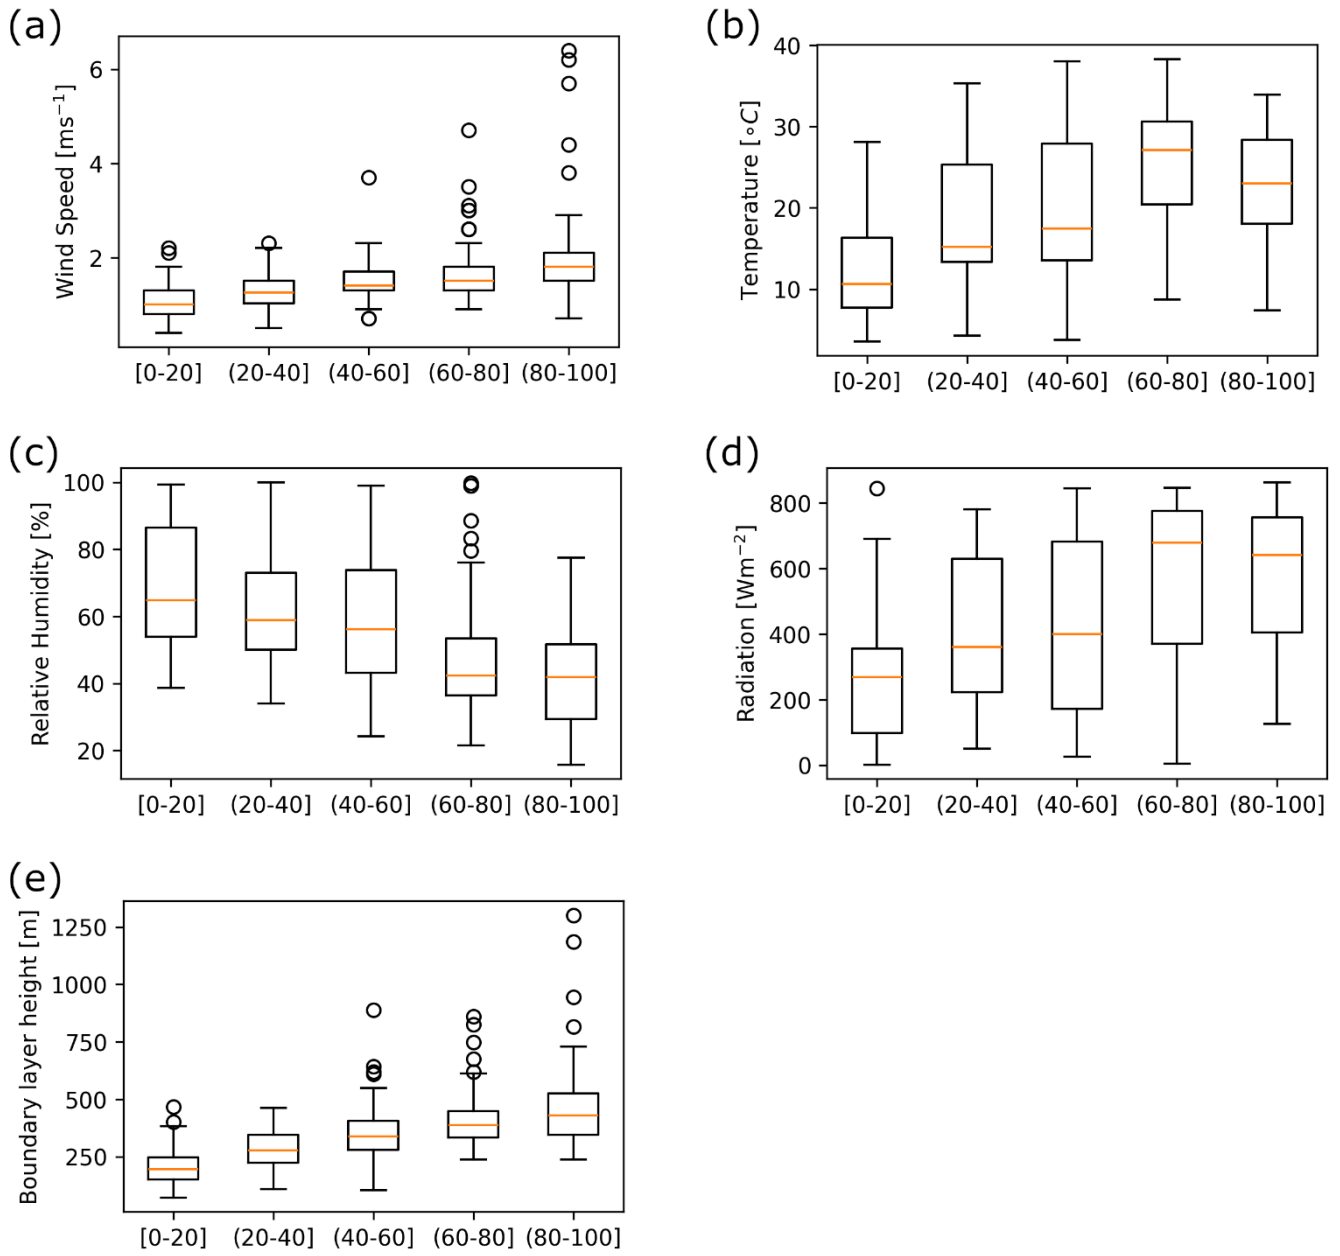 (a)
Wind Speed [ms⁻¹]
6
4
2
[0-20] (20-40] (40-60] (60-80] (80-100]
(b)
Temperature [∘C]
40
30
20
10
[0-20] (20-40] (40-60] (60-80] (80-100]
(c)
Relative Humidity [%]
100
80
60
40
20
[0-20] (20-40] (40-60] (60-80] (80-100]
(d)
Radiation [Wm⁻²]
800
600
400
200
0
[0-20] (20-40] (40-60] (60-80] (80-100]
(e)
Boundary layer height [m]
1250
1000
750
500
250
[0-20] (20-40] (40-60] (60-80] (80-100]